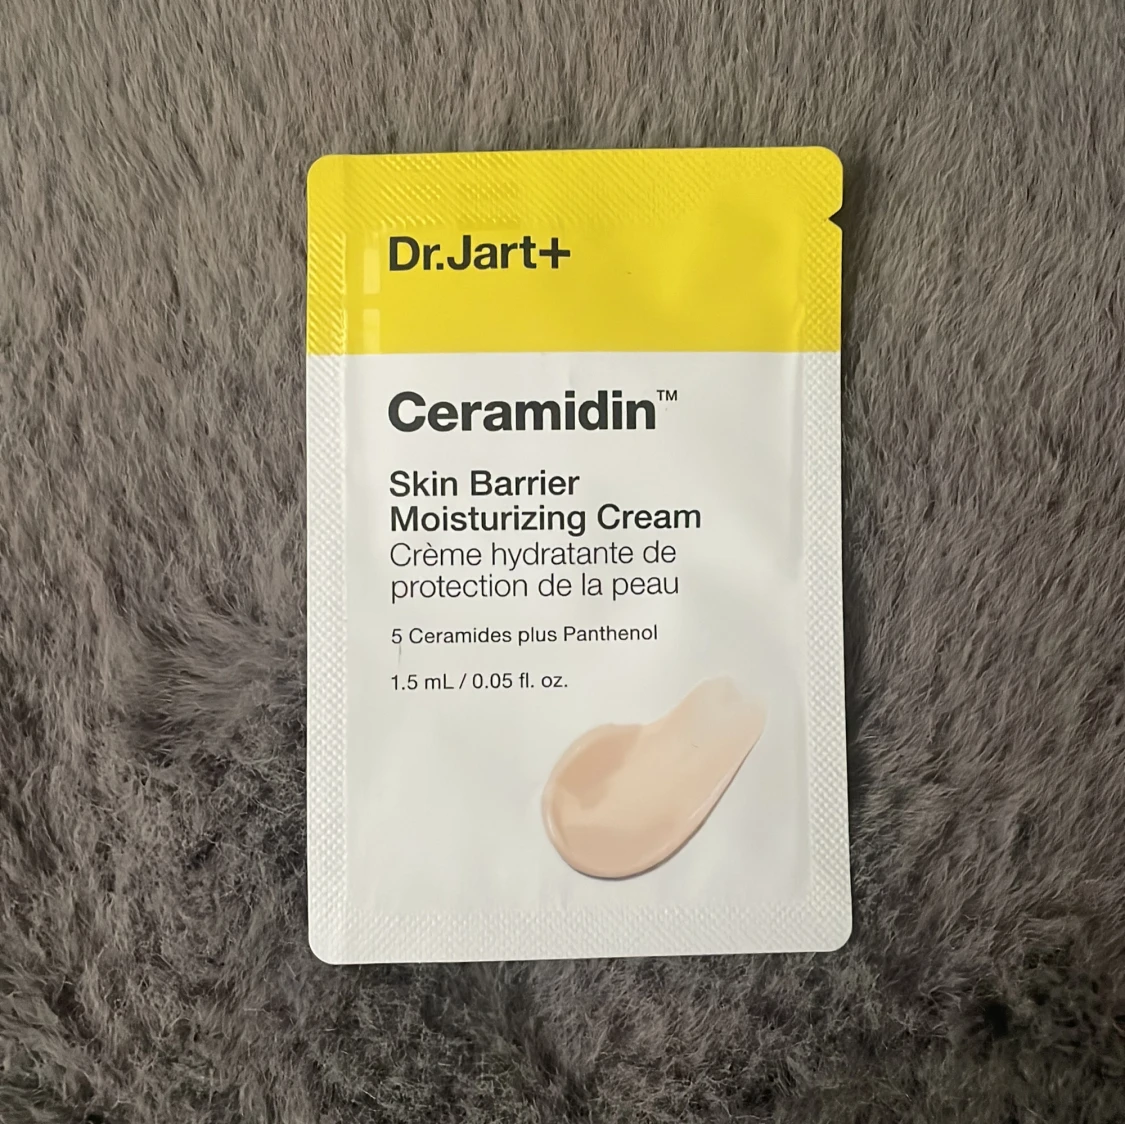 Dr.Jart+
Ceramidin™
Skin Barrier
Moisturizing Cream
Crème hydratante de
protection de la peau
5 Ceramides plus Panthenol
1.5 mL / 0.05 fl. oz.